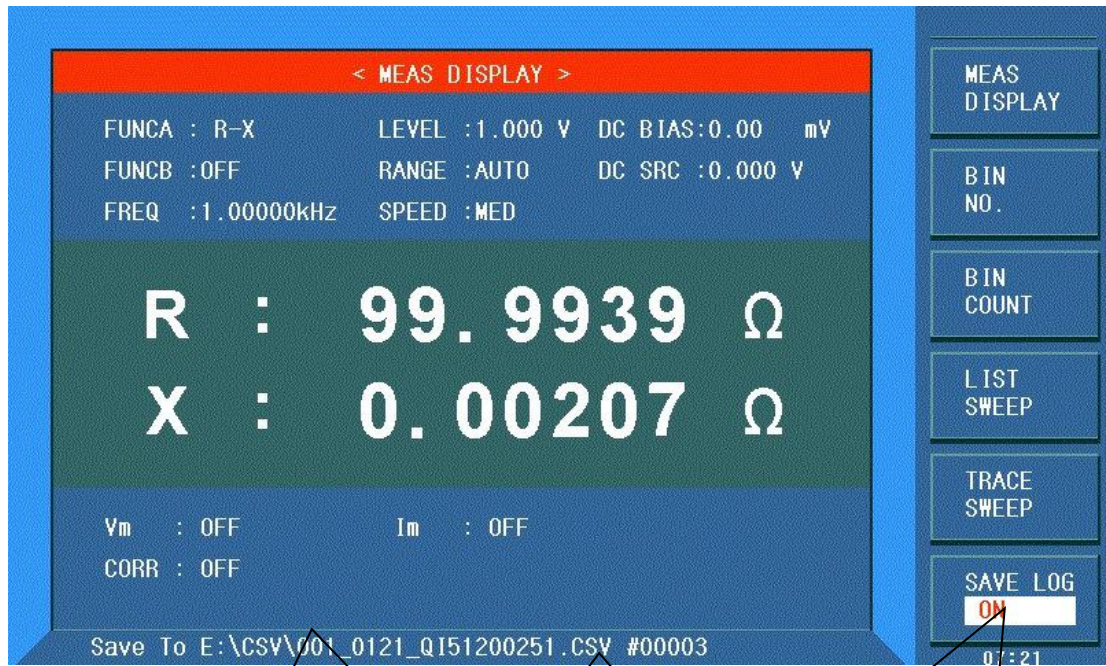 < MEAS DISPLAY >
FUNCA : R-X LEVEL :1.000 V DC BIAS:0.00 mV
FUNCB :OFF RANGE :AUTO DC SRC :0.000 V
FREQ :1.00000kHz SPEED :MED
R : 99.9939 Ω
X : 0.00207 Ω
Vm : OFF Im : OFF
CORR : OFF
Save To E:\CSV\001_0121_QI51200251.CSV #00003
MEAS
DISPLAY
BIN
NO.
BIN
COUNT
LIST
SWEEP
TRACE
SWEEP
SAVE LOG
ON
07:21